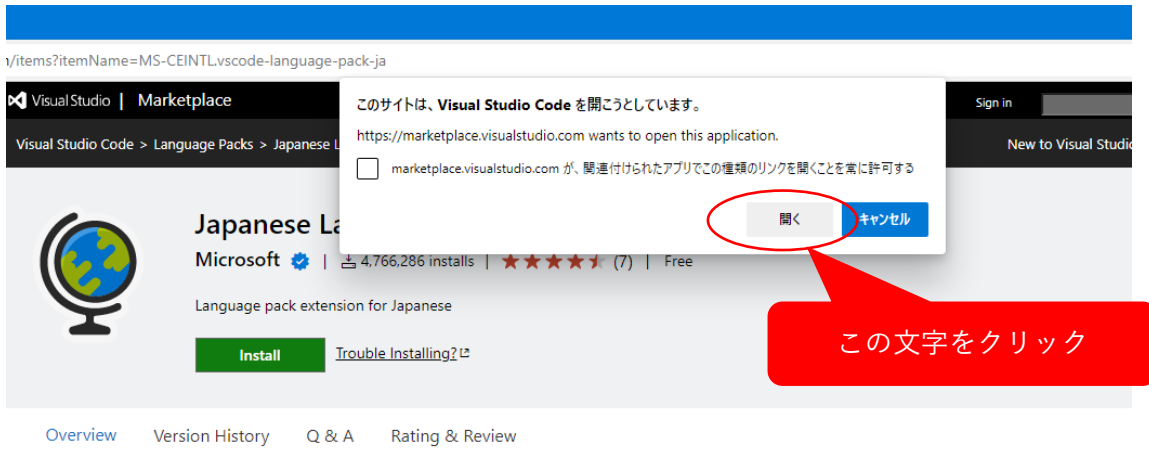 /items?itemName=MS-CEINTL.vscode-language-pack-ja
Visual Studio | Marketplace
Sign in
Visual Studio Code > Language Packs > Japanese L
New to Visual Studio
このサイトは、Visual Studio Code を開こうとしています。
https://marketplace.visualstudio.com wants to open this application.
marketplace.visualstudio.com が、関連付けられたアプリでこの種類のリンクを開くことを常に許可する
開く
キャンセル
Japanese La
Microsoft | 4,766,286 installs | (7) | Free
Language pack extension for Japanese
Install
Trouble Installing?
この文字をクリック
Overview
Version History
Q & A
Rating & Review